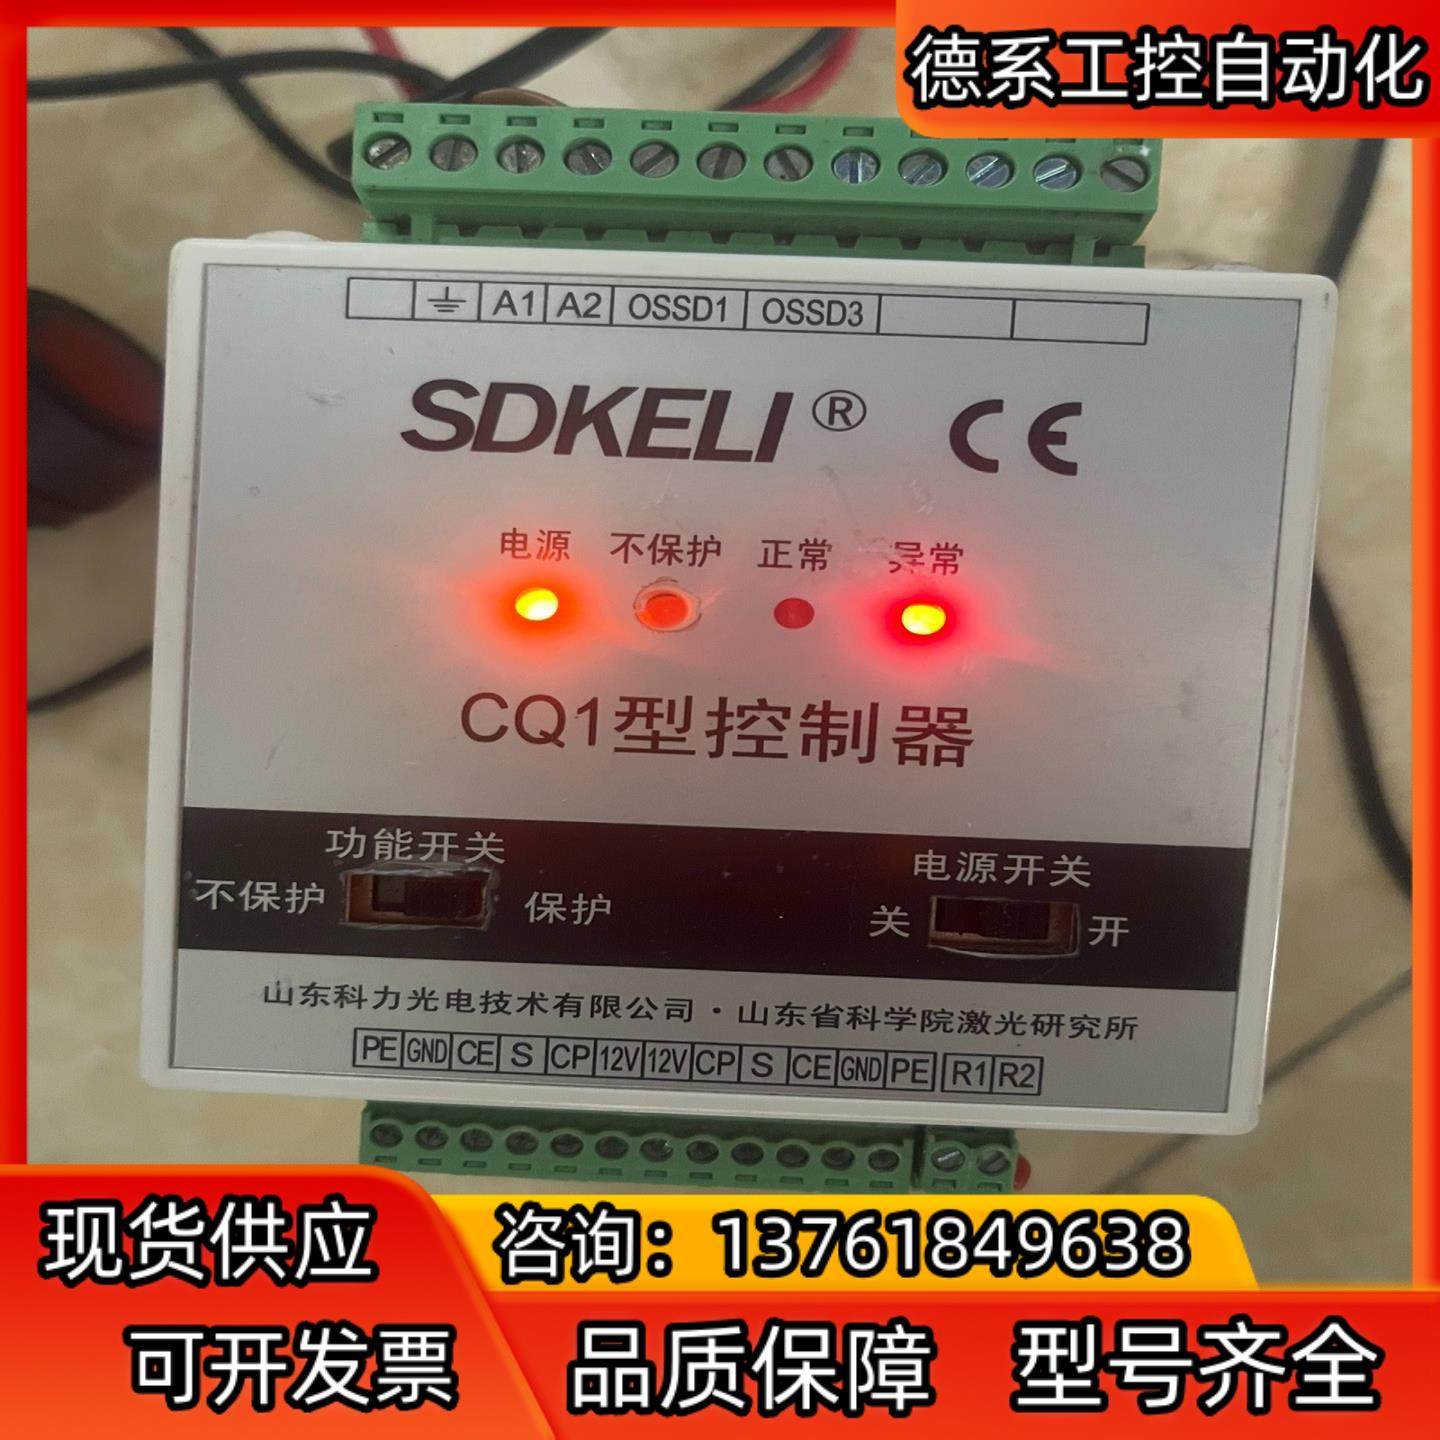 德系工控自动化
A1 A2 OSSD1 OSSD3
SDKELI® CE
电源 不保护 正常 异常
CQ1型控制器
功能开关
不保护 保护
电源开关
关 开
山东科力光电技术有限公司·山东省科学院激光研究所
PE GND CE S CP 12V 12V CP S CE GND PE R1 R2
现货供应
咨询：13761849638
可开发票 品质保障 型号齐全